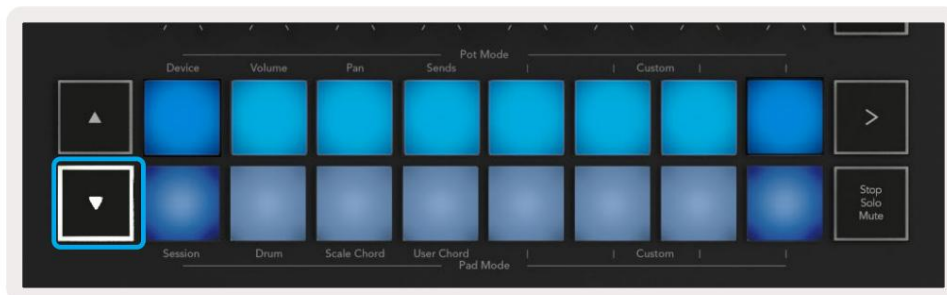 Pot Mode
Device Volume Pan Sends Custom
>
Stop
Solo
Mute
Session Drum Scale Chord User Chord Custom
Pad Mode